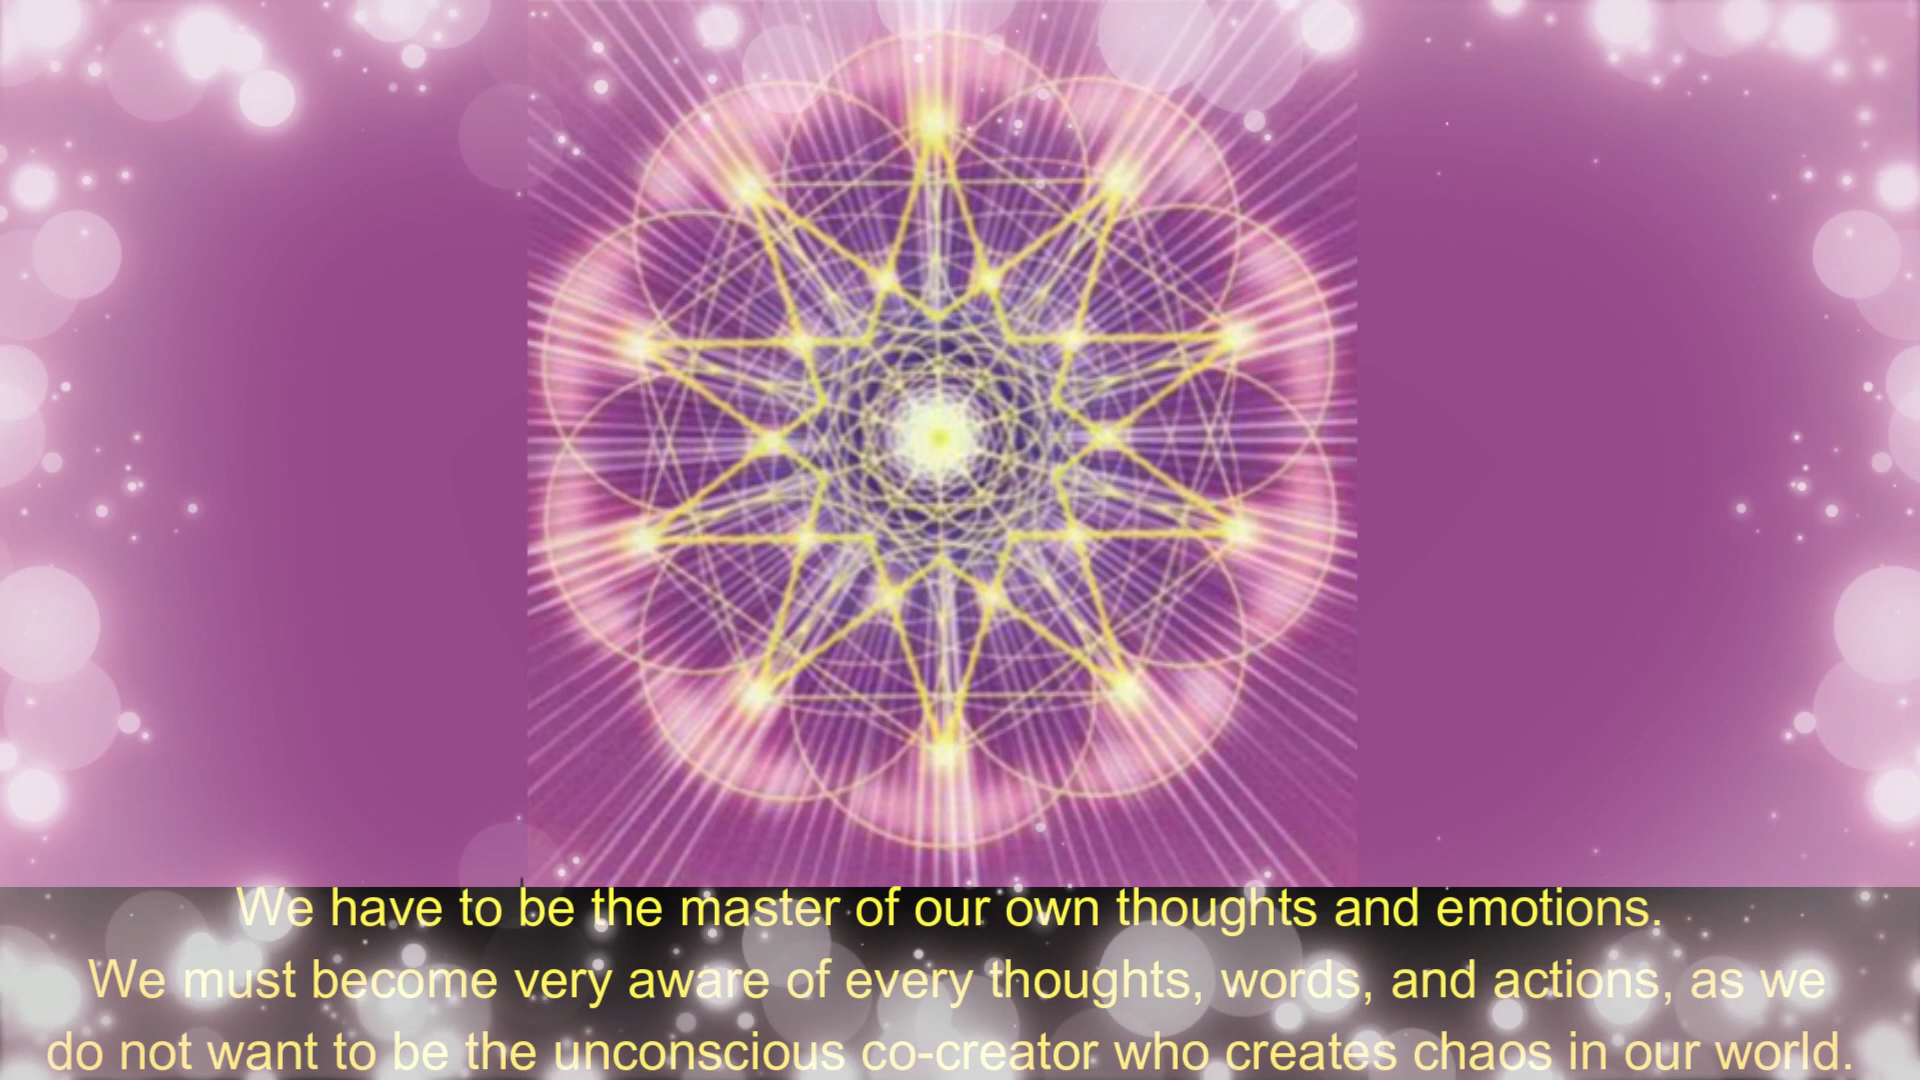 We have to be the master of our own thoughts and emotions.
We must become very aware of every thoughts, words, and actions, as we
do not want to be the unconscious co-creator who creates chaos in our world.